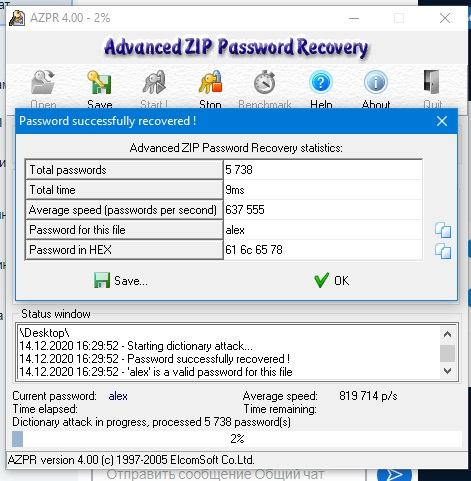 AZPR 4.00 - 2%
Advanced ZIP Password Recovery
Open Save Start ! Stop Benchmark Help About Quit
Password successfully recovered !
Advanced ZIP Password Recovery statistics:
Total passwords 5 738
Total time 9ms
Average speed (passwords per second) 637 555
Password for this file alex
Password in HEX 61 6c 65 78
Save... OK
Status window
\Desktop\
14.12.2020 16:29:52 - Starting dictionary attack...
14.12.2020 16:29:52 - Password successfully recovered !
14.12.2020 16:29:52 - 'alex' is a valid password for this file
Current password: alex Average speed: 819 714 p/s
Time elapsed: Time remaining:
Dictionary attack in progress, processed 5 738 password(s)
2%
AZPR version 4.00 (c) 1997-2005 ElcomSoft Co.Ltd.
Отправить сообщение Общий чат